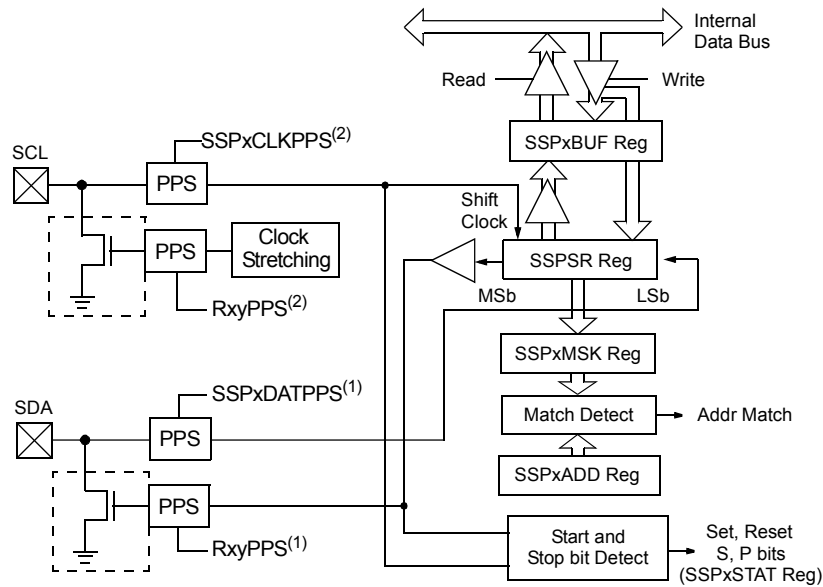 Internal
Data Bus
Read
Write
SSPxCLKPPS(2)
SSPxBUF Reg
SCL
PPS
Shift
Clock
PPS
Clock
Stretching
SSPSR Reg
MSb
LSb
RxyPPS(2)
SSPxMSK Reg
SSPxDATPPS(1)
SDA
PPS
Match Detect
Addr Match
SSPxADD Reg
PPS
RxyPPS(1)
Start and
Stop bit Detect
Set, Reset
S, P bits
(SSPxSTAT Reg)